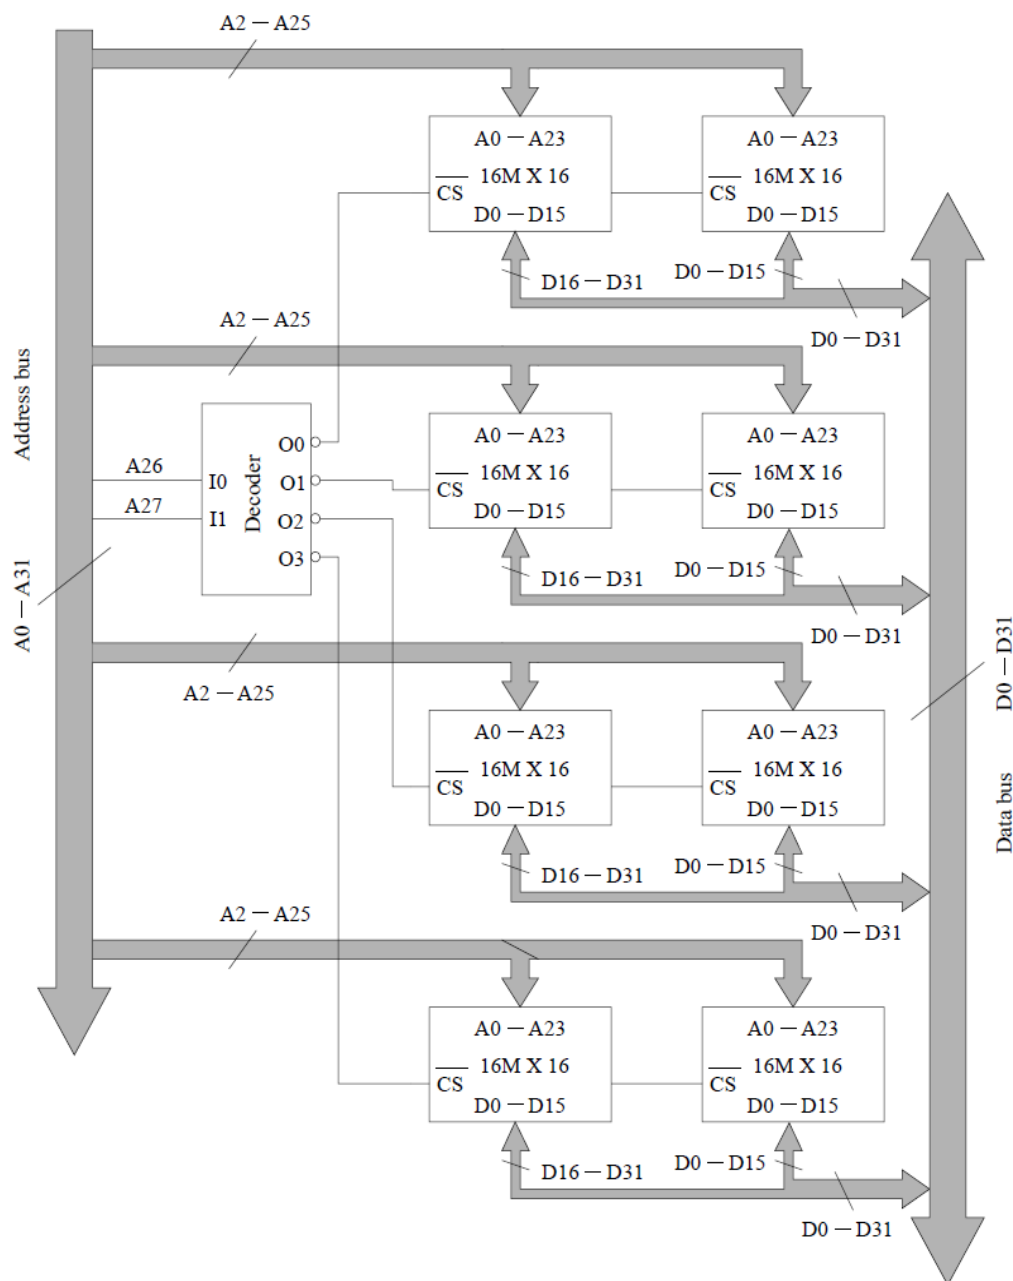 A2 — A25
A0 — A23
16M X 16
CS
D0 — D15
A0 — A23
16M X 16
CS
D0 — D15
D16 — D31
D0 — D15
D0 — D31
A2 — A25
Address bus
A0 — A31
A26
A27
I0
I1
Decoder
O0
O1
O2
O3
A0 — A23
16M X 16
CS
D0 — D15
A0 — A23
16M X 16
CS
D0 — D15
D16 — D31
D0 — D15
D0 — D31
A2 — A25
A0 — A23
16M X 16
CS
D0 — D15
A0 — A23
16M X 16
CS
D0 — D15
D16 — D31
D0 — D15
D0 — D31
D0 — D31
Data bus
A2 — A25
A0 — A23
16M X 16
CS
D0 — D15
A0 — A23
16M X 16
CS
D0 — D15
D16 — D31
D0 — D15
D0 — D31